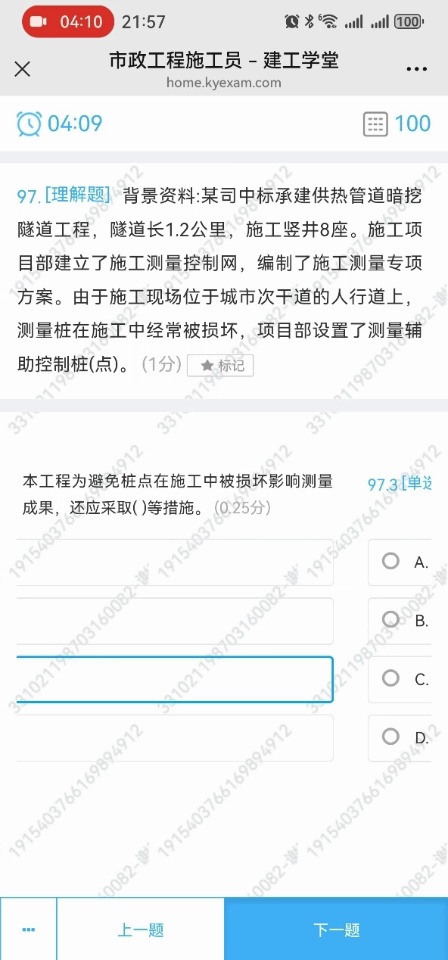 04:10 21:57 100
市政工程施工员 – 建工学堂
home.kyexam.com
04:09 100
97. [理解题] 背景资料:某司中标承建供热管道暗挖
隧道工程，隧道长1.2公里，施工竖井8座。施工项
目部建立了施工测量控制网，编制了施工测量专项
方案。由于施工现场位于城市次干道的人行道上，
测量桩在施工中经常被损坏，项目部设置了测量辅
助控制桩(点)。 (1分) ★ 标记
本工程为避免桩点在施工中被损坏影响测量
成果，还应采取( )等措施。 (0.25分)
97.3 [单
A.
B.
C.
D.
上一题 下一题